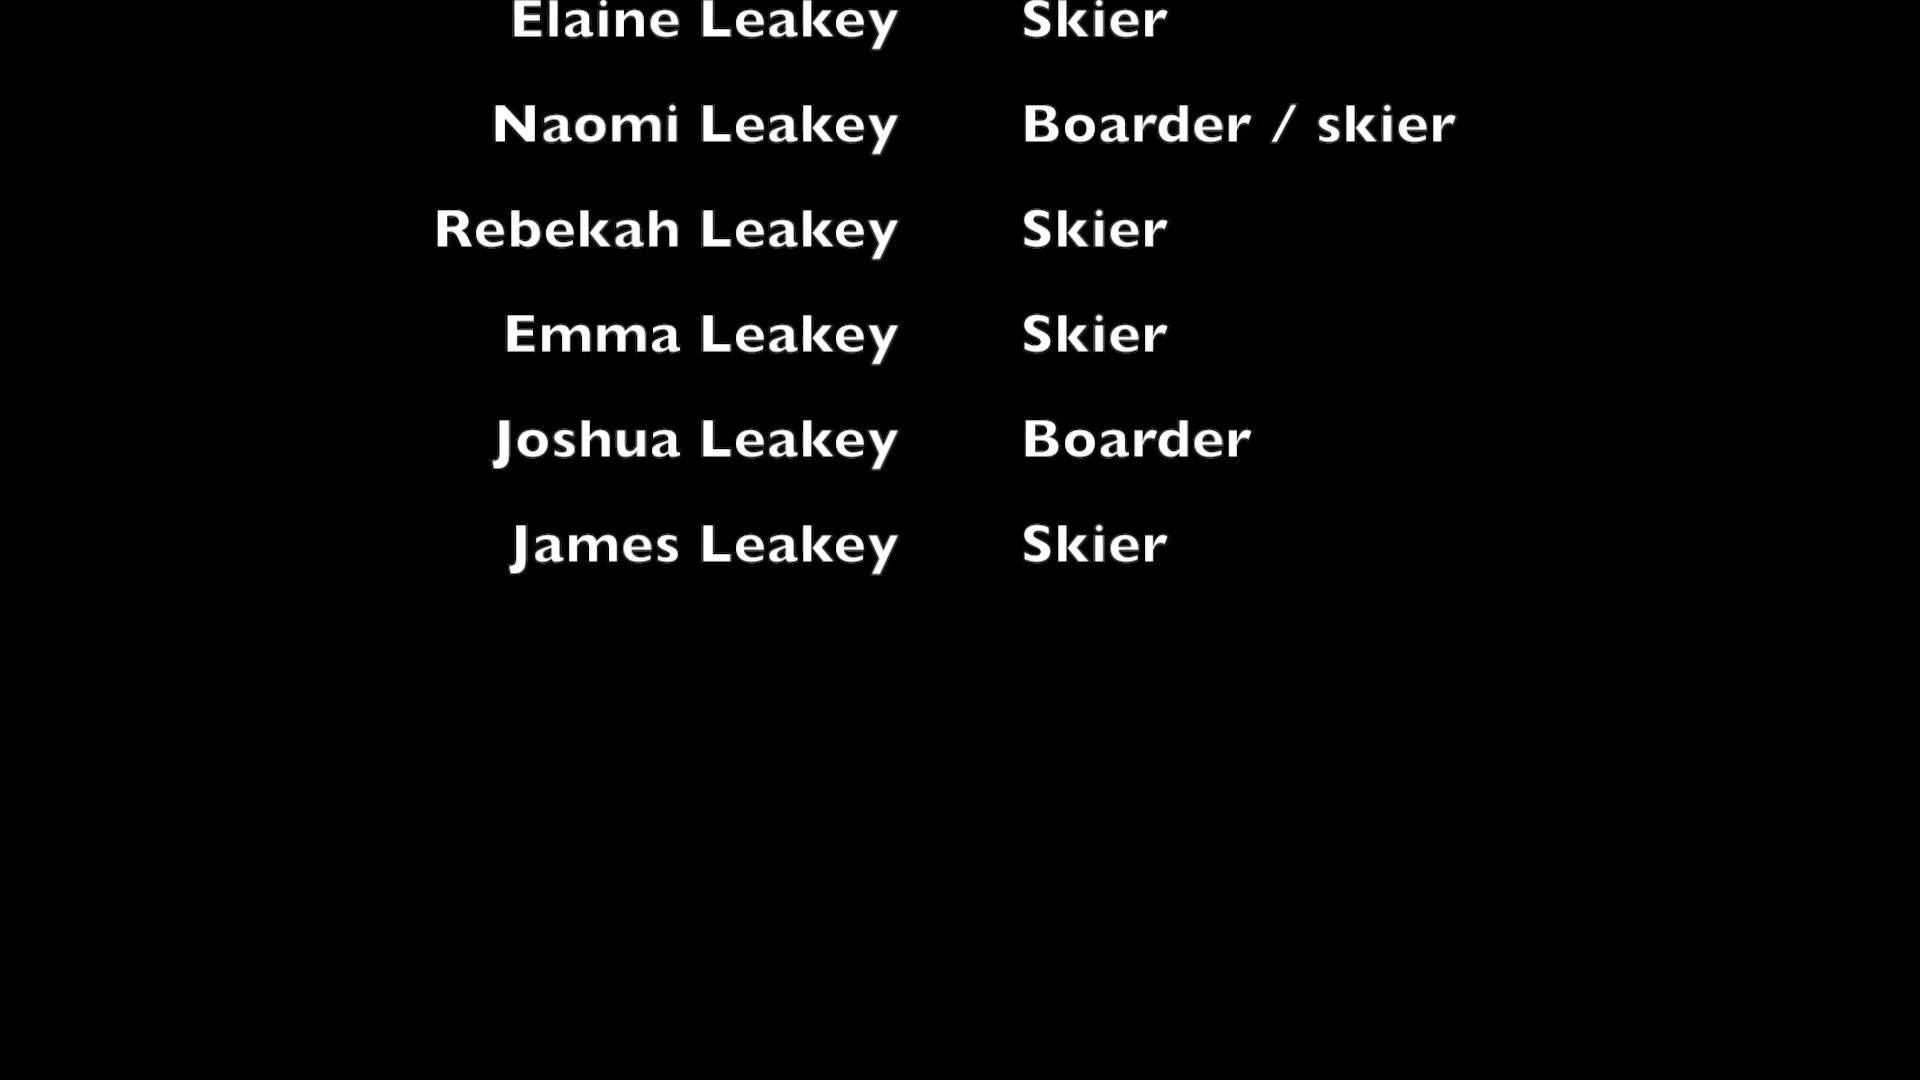 Elaine Leakey Skier
Naomi Leakey Boarder / skier
Rebekah Leakey Skier
Emma Leakey Skier
Joshua Leakey Boarder
James Leakey Skier